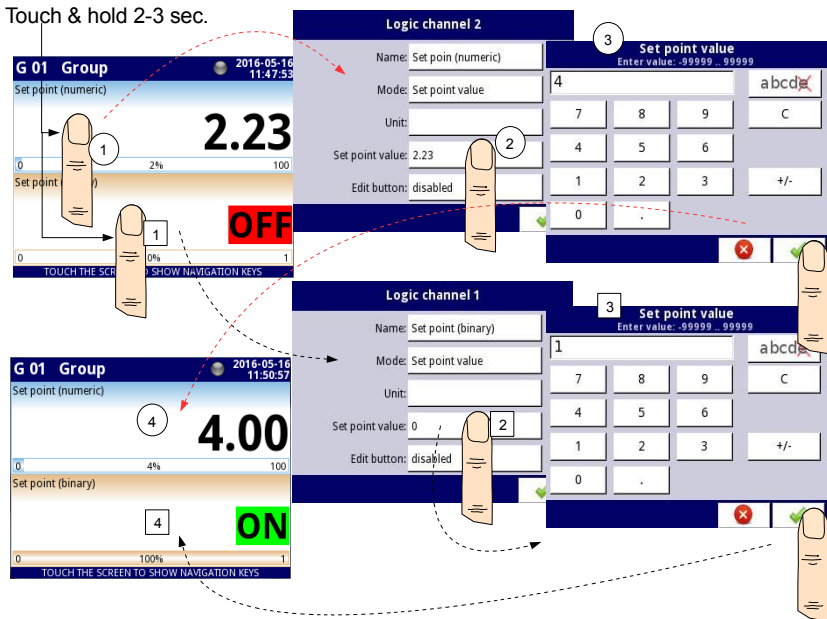 Touch & hold 2-3 sec.
G 01 Group
2016-05-16
11:47:53
Set point (numeric)
2.23
0 2% 100
Set point
OFF
0 0% 1
TOUCH THE SCREEN TO SHOW NAVIGATION KEYS
1
1
Logic channel 2
Name: Set poin (numeric)
Mode: Set point value
Unit:
Set point value: 2.23
Edit button: disabled
2
3
Set point value
Enter value: -99999 .. 99999
4
abcde
7 8 9 C
4 5 6
1 2 3 +/-
0 .
Logic channel 1
Name: Set point (binary)
Mode: Set point value
Unit:
Set point value: 0
Edit button: disabled
2
3
Set point value
Enter value: -99999 .. 99999
1
abcde
7 8 9 C
4 5 6
1 2 3 +/-
0 .
G 01 Group
2016-05-16
11:50:57
Set point (numeric)
4
4.00
0 4% 100
Set point (binary)
4
ON
0 100% 1
TOUCH THE SCREEN TO SHOW NAVIGATION KEYS